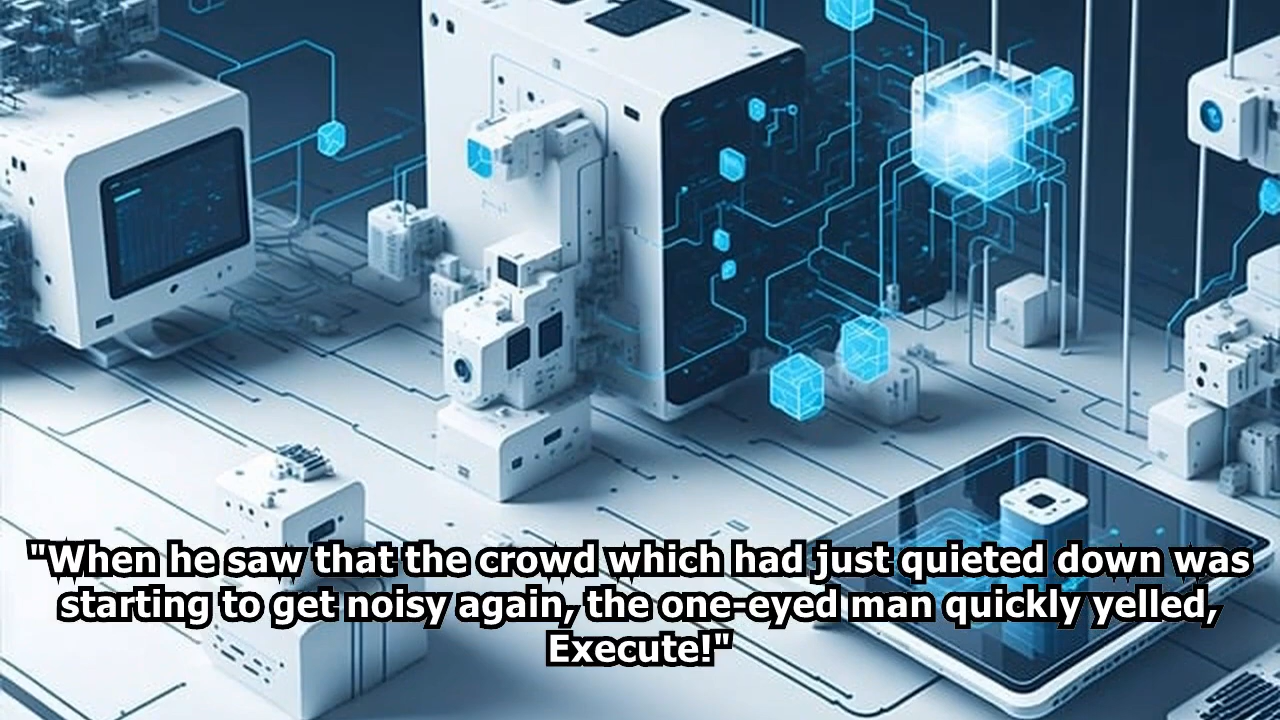 "When he saw that the crowd which had just quieted down was
starting to get noisy again, the one-eyed man quickly yelled,
Execute!"